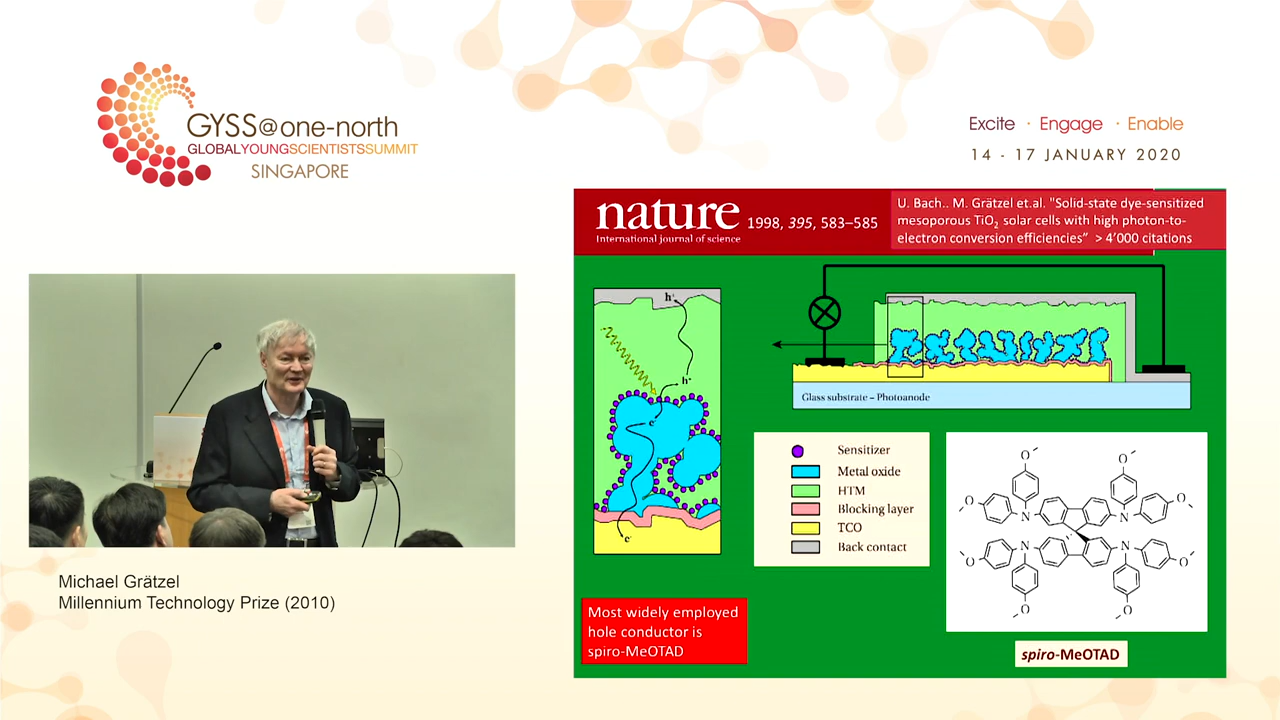 GYSS@one-north
GLOBALYOUNGSCIENTISTSSUMMIT
SINGAPORE
Excite · Engage · Enable
14 - 17 JANUARY 2020
nature
International journal of science
1998, 395, 583–585
U. Bach.. M. Grätzel et.al. "Solid-state dye-sensitized
mesoporous TiO₂ solar cells with high photon-to-
electron conversion efficiencies” > 4’000 citations
h⁺
h⁺
e⁻
e⁻
Glass substrate – Photoanode
Sensitizer
Metal oxide
HTM
Blocking layer
TCO
Back contact
O O
O N N O
O N N O
O O
spiro-MeOTAD
Most widely employed
hole conductor is
spiro-MeOTAD
Michael Grätzel
Millennium Technology Prize (2010)